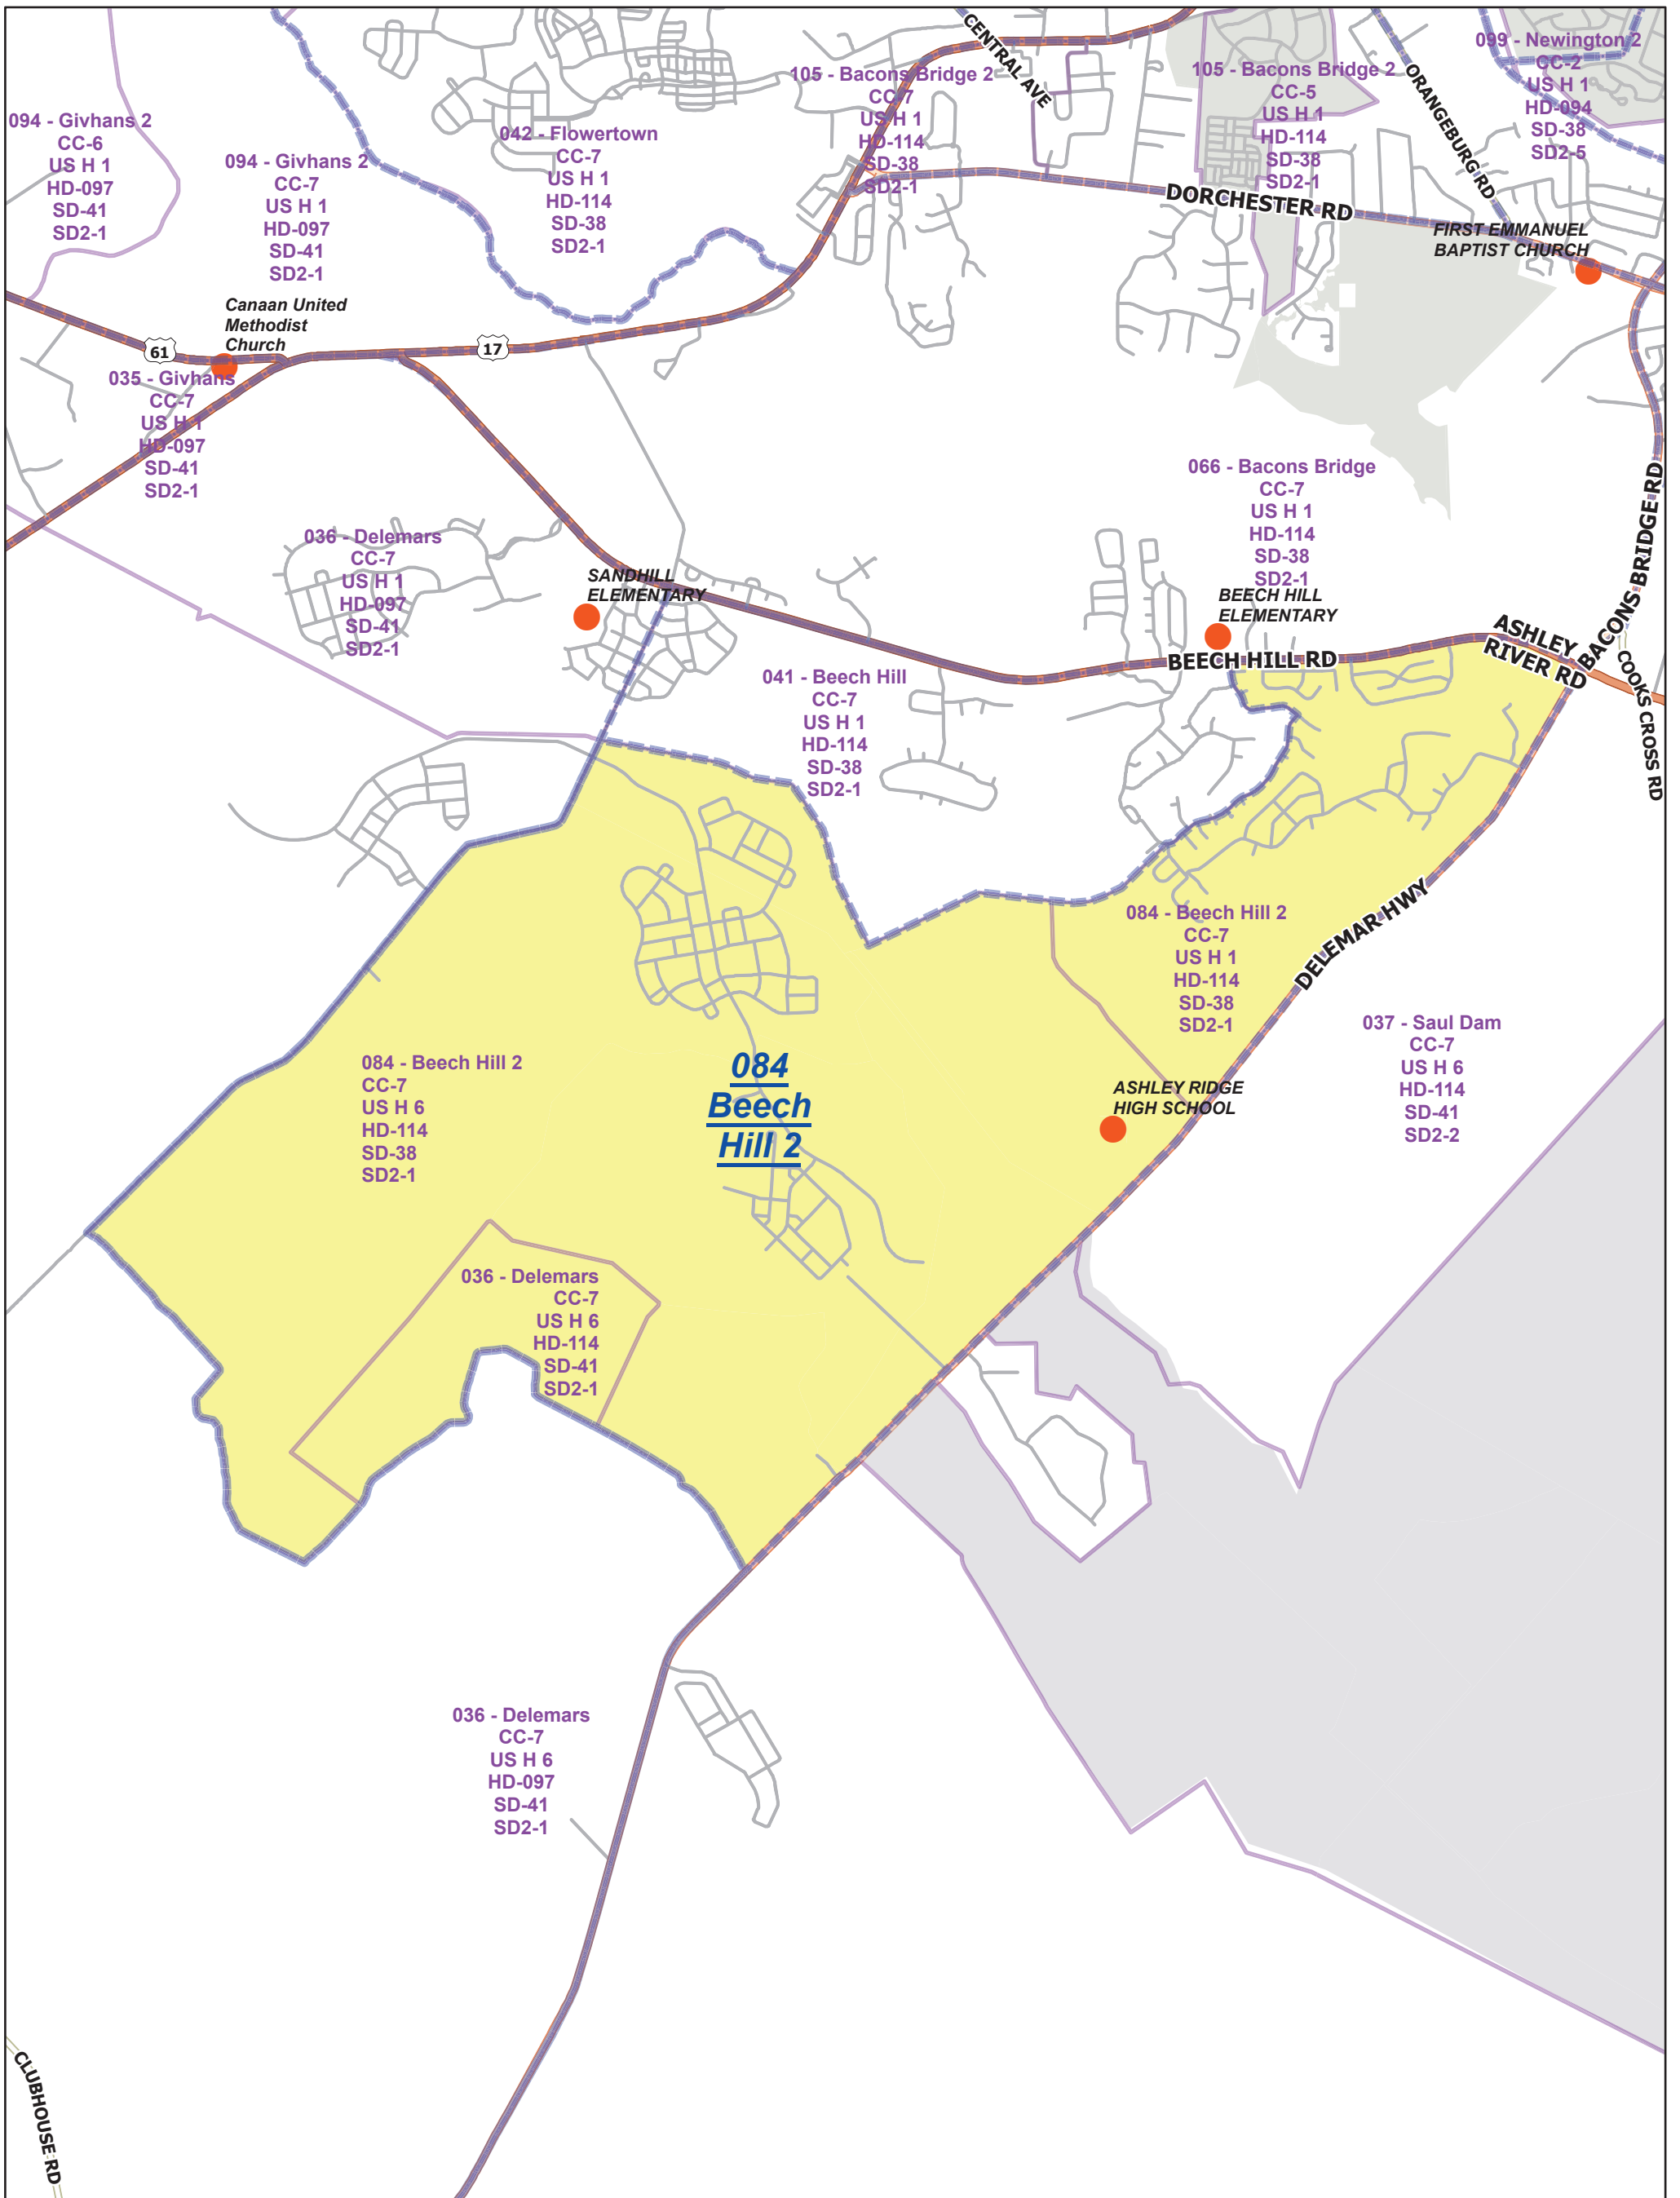 CENTRAL AVE
099 - Newington 2
CC-2
US H 1
HD-094
SD-38
SD2-5
105 - Bacons Bridge 2
CC-7
US H 1
HD-114
SD-38
SD2-1
105 - Bacons Bridge 2
CC-5
US H 1
HD-114
SD-38
SD2-1
ORANGEBURG RD
094 - Givhans 2
CC-6
US H 1
HD-097
SD-41
SD2-1
094 - Givhans 2
CC-7
US H 1
HD-097
SD-41
SD2-1
042 - Flowertown
CC-7
US H 1
HD-114
SD-38
SD2-1
DORCHESTER RD
FIRST EMMANUEL
BAPTIST CHURCH
Canaan United
Methodist
Church
61
17
035 - Givhans
CC-7
US H 1
HD-097
SD-41
SD2-1
066 - Bacons Bridge
CC-7
US H 1
HD-114
SD-38
SD2-1
BACONS BRIDGE RD
036 - Delemars
CC-7
US H 1
HD-097
SD-41
SD2-1
SANDHILL
ELEMENTARY
BEECH HILL
ELEMENTARY
BEECH HILL RD
ASHLEY
RIVER RD
COOKS CROSS RD
041 - Beech Hill
CC-7
US H 1
HD-114
SD-38
SD2-1
084 - Beech Hill 2
CC-7
US H 1
HD-114
SD-38
SD2-1
DELEMAR HWY
037 - Saul Dam
CC-7
US H 6
HD-114
SD-41
SD2-2
084 - Beech Hill 2
CC-7
US H 6
HD-114
SD-38
SD2-1
084
Beech
Hill 2
ASHLEY RIDGE
HIGH SCHOOL
036 - Delemars
CC-7
US H 6
HD-114
SD-41
SD2-1
036 - Delemars
CC-7
US H 6
HD-097
SD-41
SD2-1
CLUBHOUSE RD